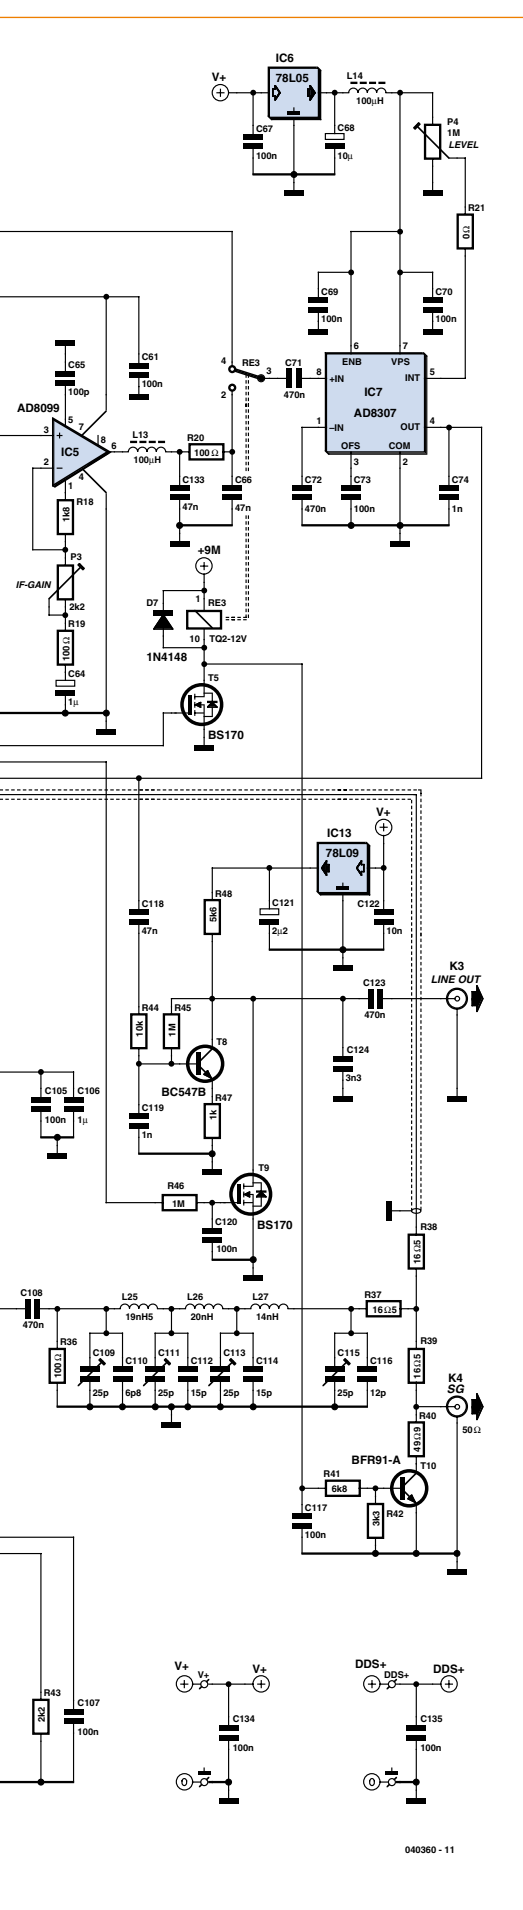 IC6
V+
78L05
L14
100µH
C67
100n
C68
10µ
P4
1M
LEVEL
R21
0Ω
C69
100n
C70
100n
C65
100p
C61
100n
4
RE3
3
2
C71
470n
6
7
ENB
VPS
8
+IN
INT
5
IC7
AD8307
1
–IN
OUT
4
OFS
COM
3
2
AD8099
3
+
5
7
8
6
IC5
2
–
4
1
L13
100µH
R20
100Ω
C133
47n
C66
47n
C72
470n
C73
100n
C74
1n
R18
1k8
P3
IF-GAIN
2k2
R19
100Ω
C64
1µ
+9M
D7
1
RE3
10
TQ2-12V
1N4148
T5
BS170
V+
IC13
78L09
R48
5k6
C121
2µ2
C122
10n
C118
47n
K3
LINE OUT
C123
470n
R44
10k
R45
1M
T8
BC547B
C124
3n3
R47
1k
C105
100n
C106
1µ
C119
1n
R46
1M
T9
BS170
C120
100n
R38
16Ω5
C108
470n
L25
19nH5
L26
20nH
L27
14nH
R37
16Ω5
R36
100Ω
C109
25p
C110
6p8
C111
25p
C112
15p
C113
25p
C114
15p
C115
25p
C116
12p
R39
16Ω5
K4
SG
50Ω
R40
49Ω9
BFR91-A
T10
R41
6k8
R42
3k3
C117
100n
R43
2k2
C107
100n
V+
V+
V+
C134
100n
0
DDS+
DDS+
DDS+
C135
100n
0
040360 - 11